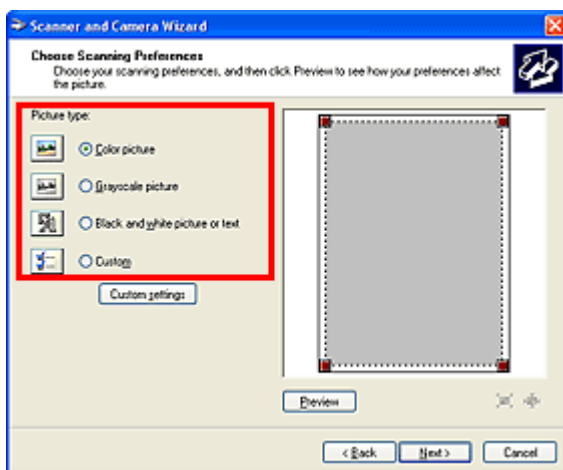 Scanner and Camera Wizard
Choose Scanning Preferences
Choose your scanning preferences, and then click Preview to see how your preferences affect
the picture.
Picture type:
Color picture
Grayscale picture
Black and white picture or text
Custom
Custom settings
Preview
< Back
Next >
Cancel